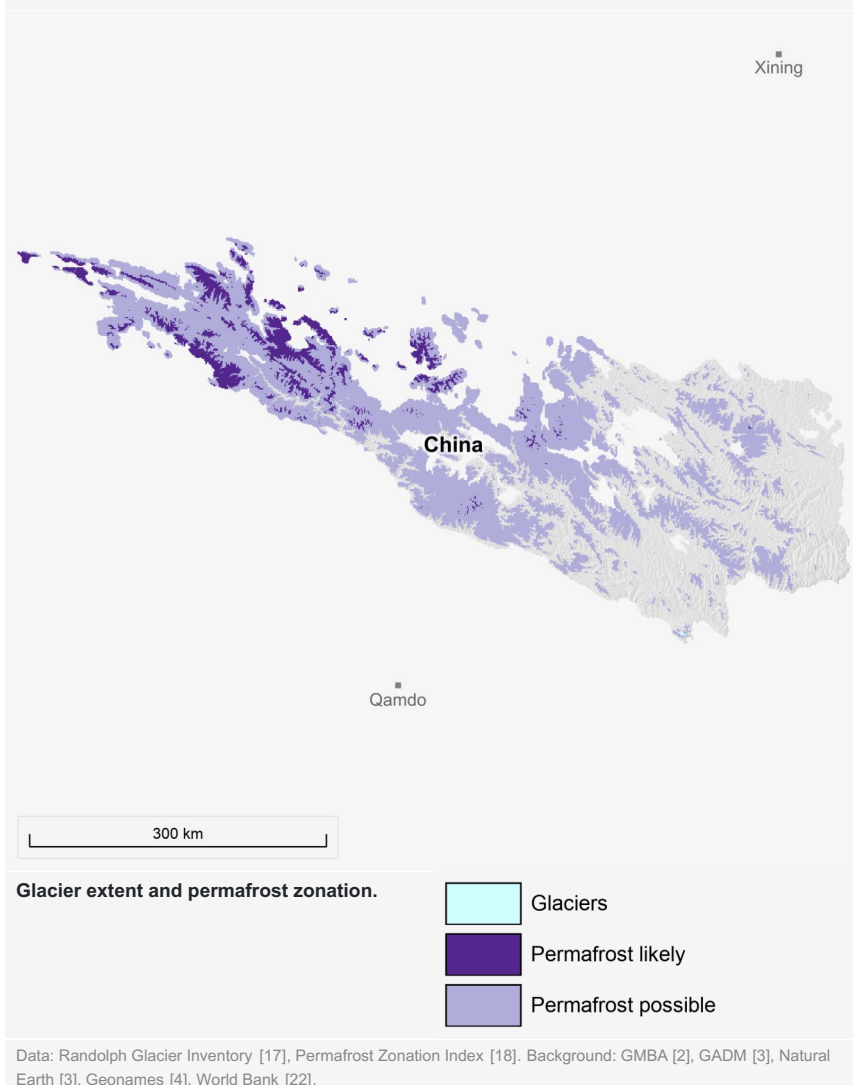 Xining
China
Qamdo
300 km
Glacier extent and permafrost zonation.
Glaciers
Permafrost likely
Permafrost possible
Data: Randolph Glacier Inventory [17], Permafrost Zonation Index [18]. Background: GMBA [2], GADM [3], Natural
Earth [3], Geonames [4], World Bank [22].